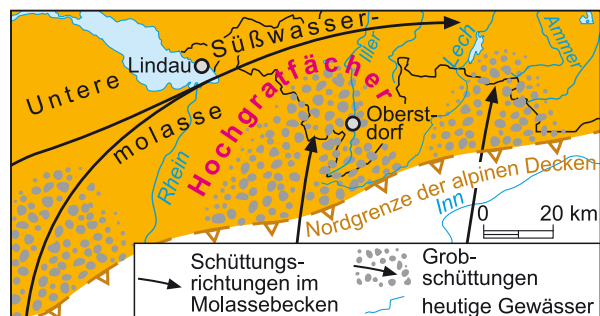 Untere Süßwasser-
molasse
Lindau
Rhein
Hochgratfächer
Iller
Lech
Ammer
Oberst-
dorf
Nordgrenze der alpinen Decken
Inn
0 20 km
Schüttungs-
richtungen im
Molassebecken
Grob-
schüttungen
heutige Gewässer